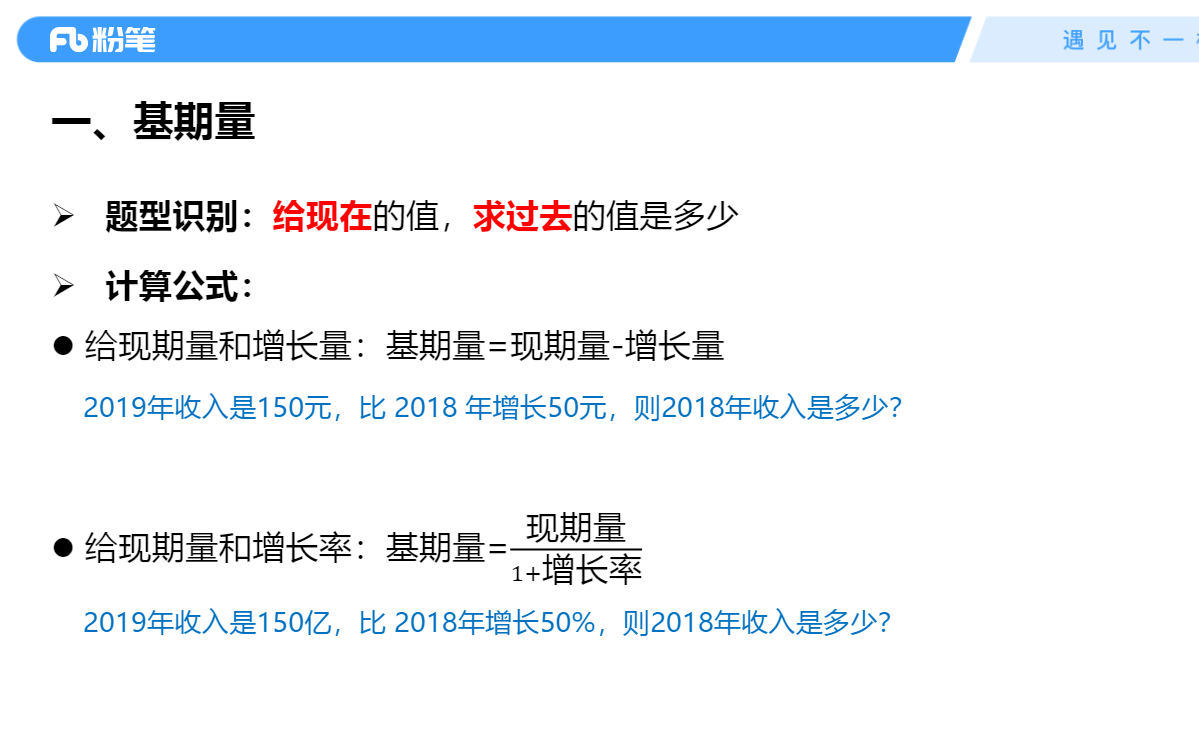 粉笔
遇见不一
一、基期量
题型识别：给现在的值，求过去的值是多少
计算公式：
给现期量和增长量：基期量=现期量-增长量
2019年收入是150元，比 2018 年增长50元，则2018年收入是多少？
给现期量和增长率：基期量=现期量/1+增长率
2019年收入是150亿，比 2018年增长50%，则2018年收入是多少？